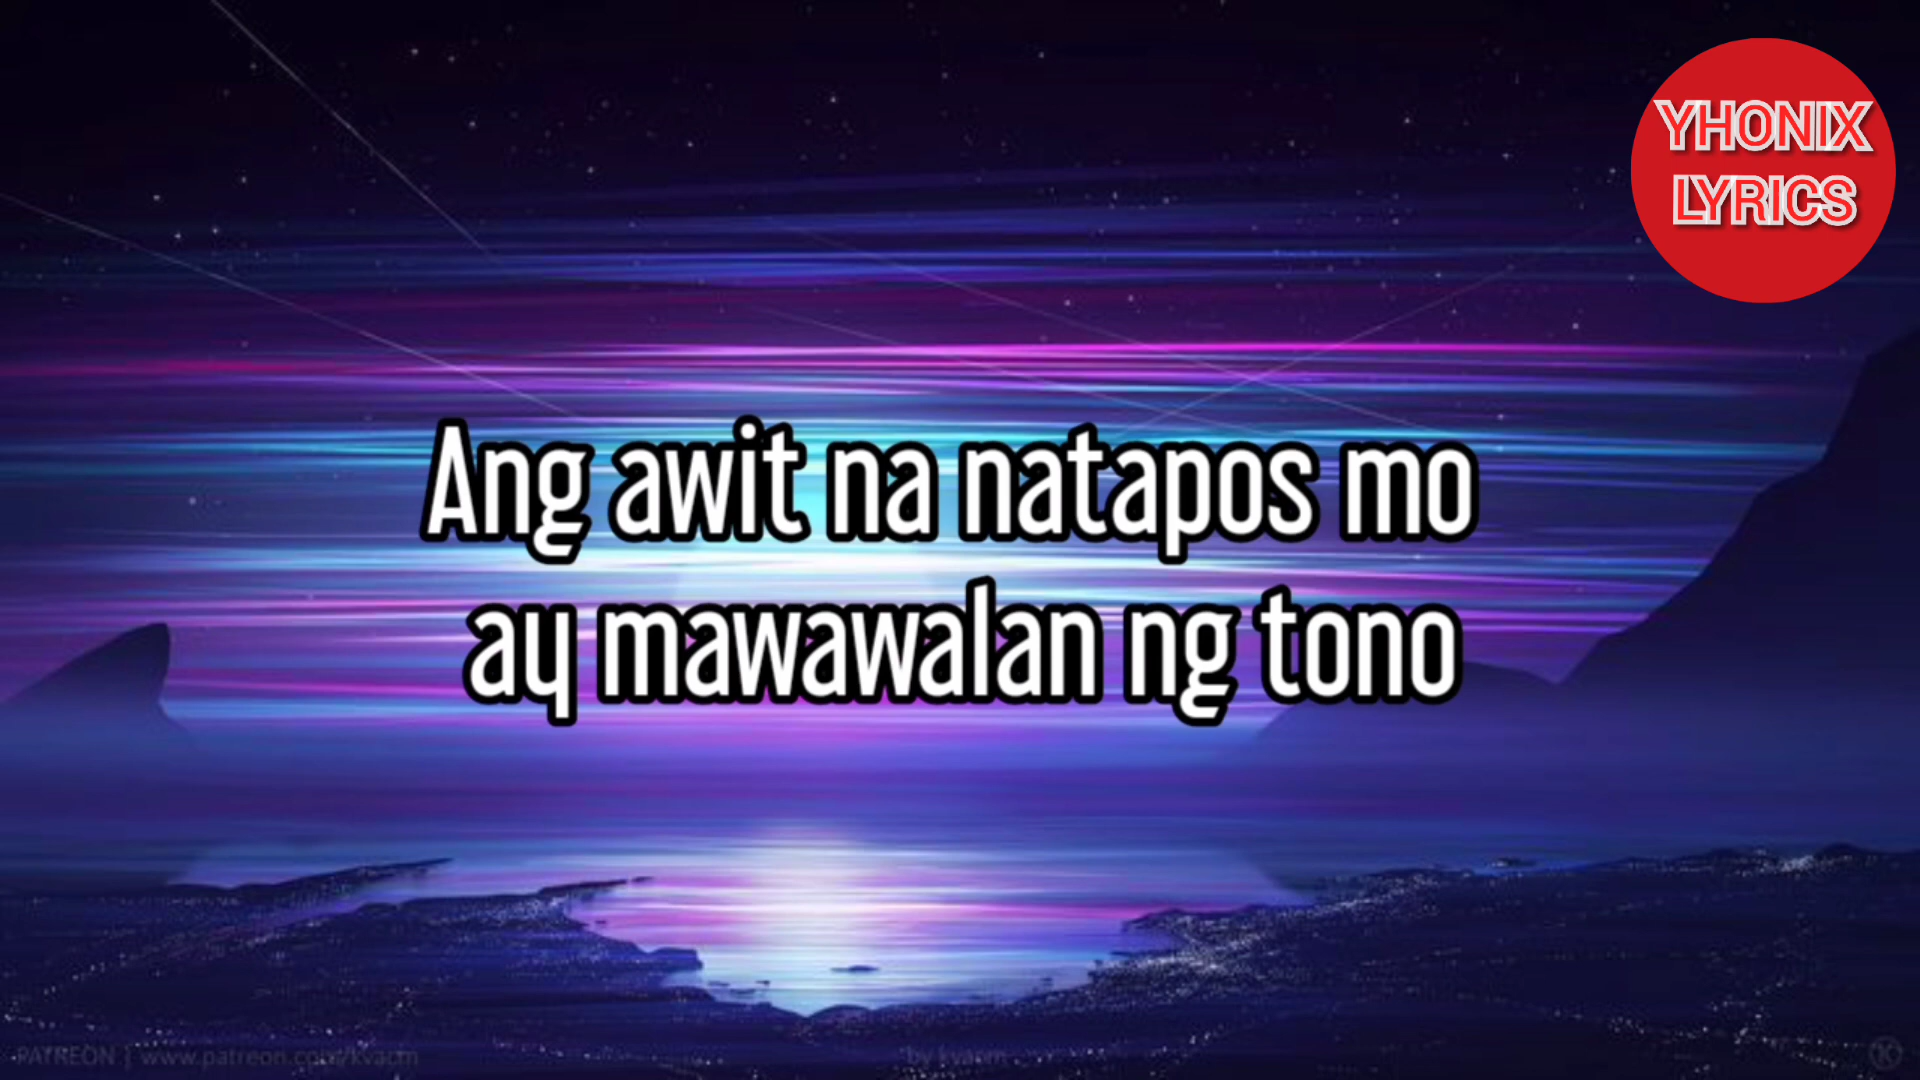 YHONIX
LYRICS
Ang awit na natapos mo
ay mawawalan ng tono
PATREON | www.patreon.com/kvacm
by kvacm
K